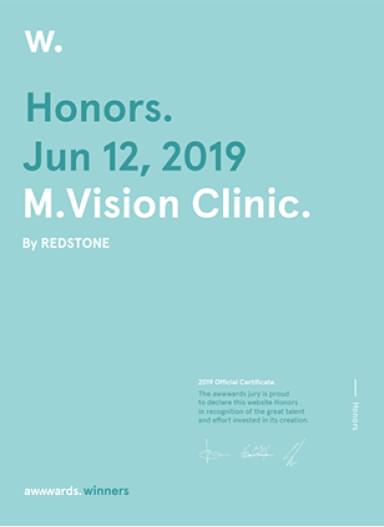 w.
Honors.
Jun 12, 2019
M.Vision Clinic.
By REDSTONE
2019 Official Certificate.
The awwwards jury is proud
to declare this website Honors
in recognition of the great talent
and effort invested in its creation.
Honors
awwwards.winners